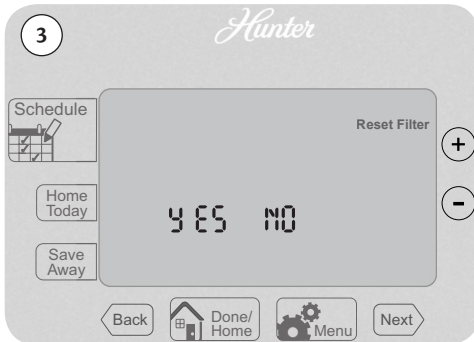 3
Hunter
Schedule
Reset Filter
+
Home
Today
-
YES NO
Save
Away
Back
Done/
Home
Menu
Next